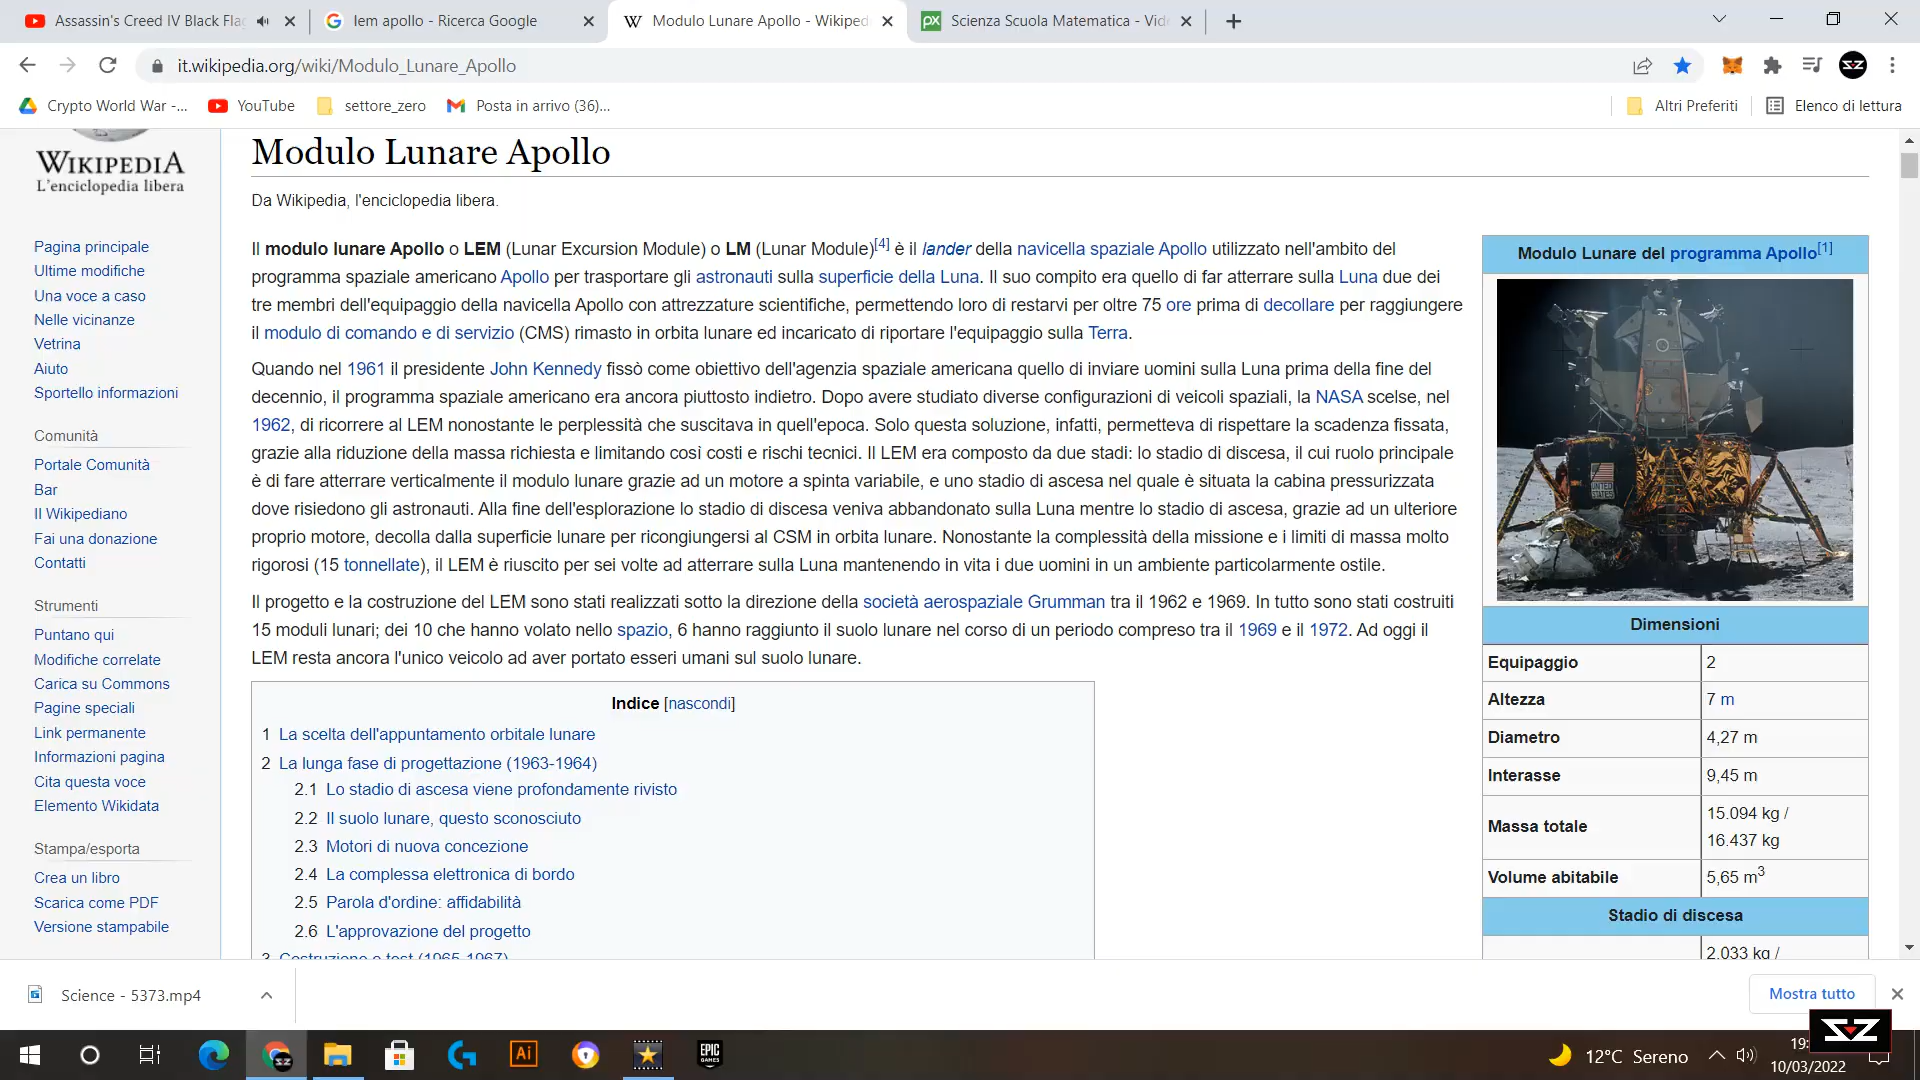 Assassin's Creed IV Black Flag
lem apollo - Ricerca Google
Modulo Lunare Apollo - Wikiped
Scienza Scuola Matematica - Vide
it.wikipedia.org/wiki/Modulo_Lunare_Apollo
Crypto World War -...
YouTube
settore_zero
Posta in arrivo (36)...
Altri Preferiti
Elenco di lettura
WIKIPEDIA
L'enciclopedia libera
Pagina principale
Ultime modifiche
Una voce a caso
Nelle vicinanze
Vetrina
Aiuto
Sportello informazioni
Comunità
Portale Comunità
Bar
Il Wikipediano
Fai una donazione
Contatti
Strumenti
Puntano qui
Modifiche correlate
Carica su Commons
Pagine speciali
Link permanente
Informazioni pagina
Cita questa voce
Elemento Wikidata
Stampa/esporta
Crea un libro
Scarica come PDF
Versione stampabile
Modulo Lunare Apollo
Da Wikipedia, l'enciclopedia libera.
Il modulo lunare Apollo o LEM (Lunar Excursion Module) o LM (Lunar Module)[4] è il lander della navicella spaziale Apollo utilizzato nell'ambito del
programma spaziale americano Apollo per trasportare gli astronauti sulla superficie della Luna. Il suo compito era quello di far atterrare sulla Luna due dei
tre membri dell'equipaggio della navicella Apollo con attrezzature scientifiche, permettendo loro di restarvi per oltre 75 ore prima di decollare per raggiungere
il modulo di comando e di servizio (CMS) rimasto in orbita lunare ed incaricato di riportare l'equipaggio sulla Terra.
Quando nel 1961 il presidente John Kennedy fissò come obiettivo dell'agenzia spaziale americana quello di inviare uomini sulla Luna prima della fine del
decennio, il programma spaziale americano era ancora piuttosto indietro. Dopo avere studiato diverse configurazioni di veicoli spaziali, la NASA scelse, nel
1962, di ricorrere al LEM nonostante le perplessità che suscitava in quell'epoca. Solo questa soluzione, infatti, permetteva di rispettare la scadenza fissata,
grazie alla riduzione della massa richiesta e limitando così costi e rischi tecnici. Il LEM era composto da due stadi: lo stadio di discesa, il cui ruolo principale
è di fare atterrare verticalmente il modulo lunare grazie ad un motore a spinta variabile, e uno stadio di ascesa nel quale è situata la cabina pressurizzata
dove risiedono gli astronauti. Alla fine dell'esplorazione lo stadio di discesa veniva abbandonato sulla Luna mentre lo stadio di ascesa, grazie ad un ulteriore
proprio motore, decolla dalla superficie lunare per ricongiungersi al CSM in orbita lunare. Nonostante la complessità della missione e i limiti di massa molto
rigorosi (15 tonnellate), il LEM è riuscito per sei volte ad atterrare sulla Luna mantenendo in vita i due uomini in un ambiente particolarmente ostile.
Il progetto e la costruzione del LEM sono stati realizzati sotto la direzione della società aerospaziale Grumman tra il 1962 e 1969. In tutto sono stati costruiti
15 moduli lunari; dei 10 che hanno volato nello spazio, 6 hanno raggiunto il suolo lunare nel corso di un periodo compreso tra il 1969 e il 1972. Ad oggi il
LEM resta ancora l'unico veicolo ad aver portato esseri umani sul suolo lunare.
Indice [nascondi]
1 La scelta dell'appuntamento orbitale lunare
2 La lunga fase di progettazione (1963-1964)
2.1 Lo stadio di ascesa viene profondamente rivisto
2.2 Il suolo lunare, questo sconosciuto
2.3 Motori di nuova concezione
2.4 La complessa elettronica di bordo
2.5 Parola d'ordine: affidabilità
2.6 L'approvazione del progetto
3 Costruzione e test (1965-1967)
Modulo Lunare del programma Apollo[1]
UNITED
STATES
Dimensioni
Equipaggio 2
Altezza 7 m
Diametro 4,27 m
Interasse 9,45 m
Massa totale 15.094 kg /
16.437 kg
Volume abitabile 5,65 m3
Stadio di discesa
2.033 kg /
Science - 5373.mp4
Mostra tutto
Ai
EPIC
GAMES
12°C Sereno
19:
10/03/2022